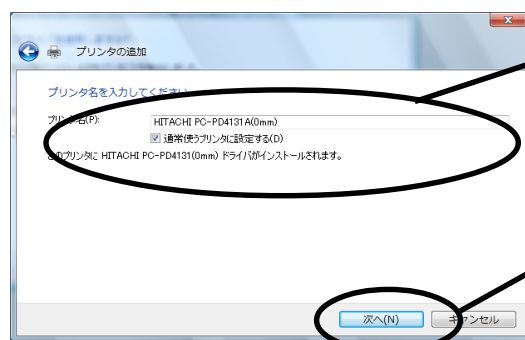 プリンタの追加
プリンタ名を入力してください
プリンタ名(P):
HITACHI PC-PD4131A(0mm)
通常使うプリンタに設定する(D)
このプリンタに HITACHI PC-PD4131(0mm) ドライバがインストールされます。
次へ(N)
キャンセル